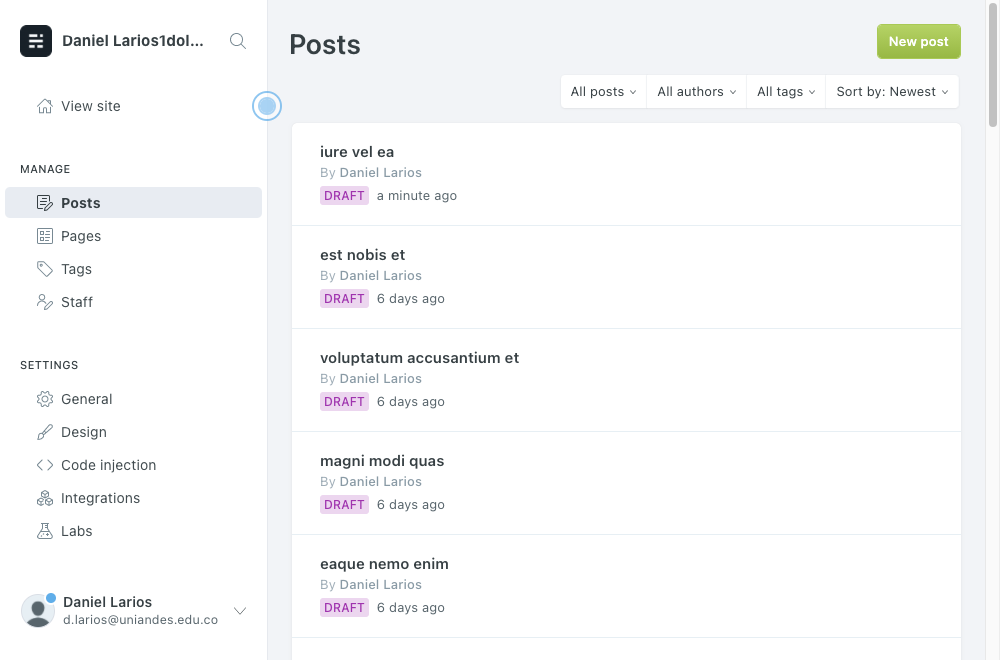 Daniel Larios1dol...
View site
MANAGE
Posts
Pages
Tags
Staff
SETTINGS
General
Design
Code injection
Integrations
Labs
Daniel Larios
d.larios@uniandes.edu.co
Posts
New post
All posts
All authors
All tags
Sort by: Newest
iure vel ea
By Daniel Larios
DRAFT a minute ago
est nobis et
By Daniel Larios
DRAFT 6 days ago
voluptatum accusantium et
By Daniel Larios
DRAFT 6 days ago
magni modi quas
By Daniel Larios
DRAFT 6 days ago
eaque nemo enim
By Daniel Larios
DRAFT 6 days ago